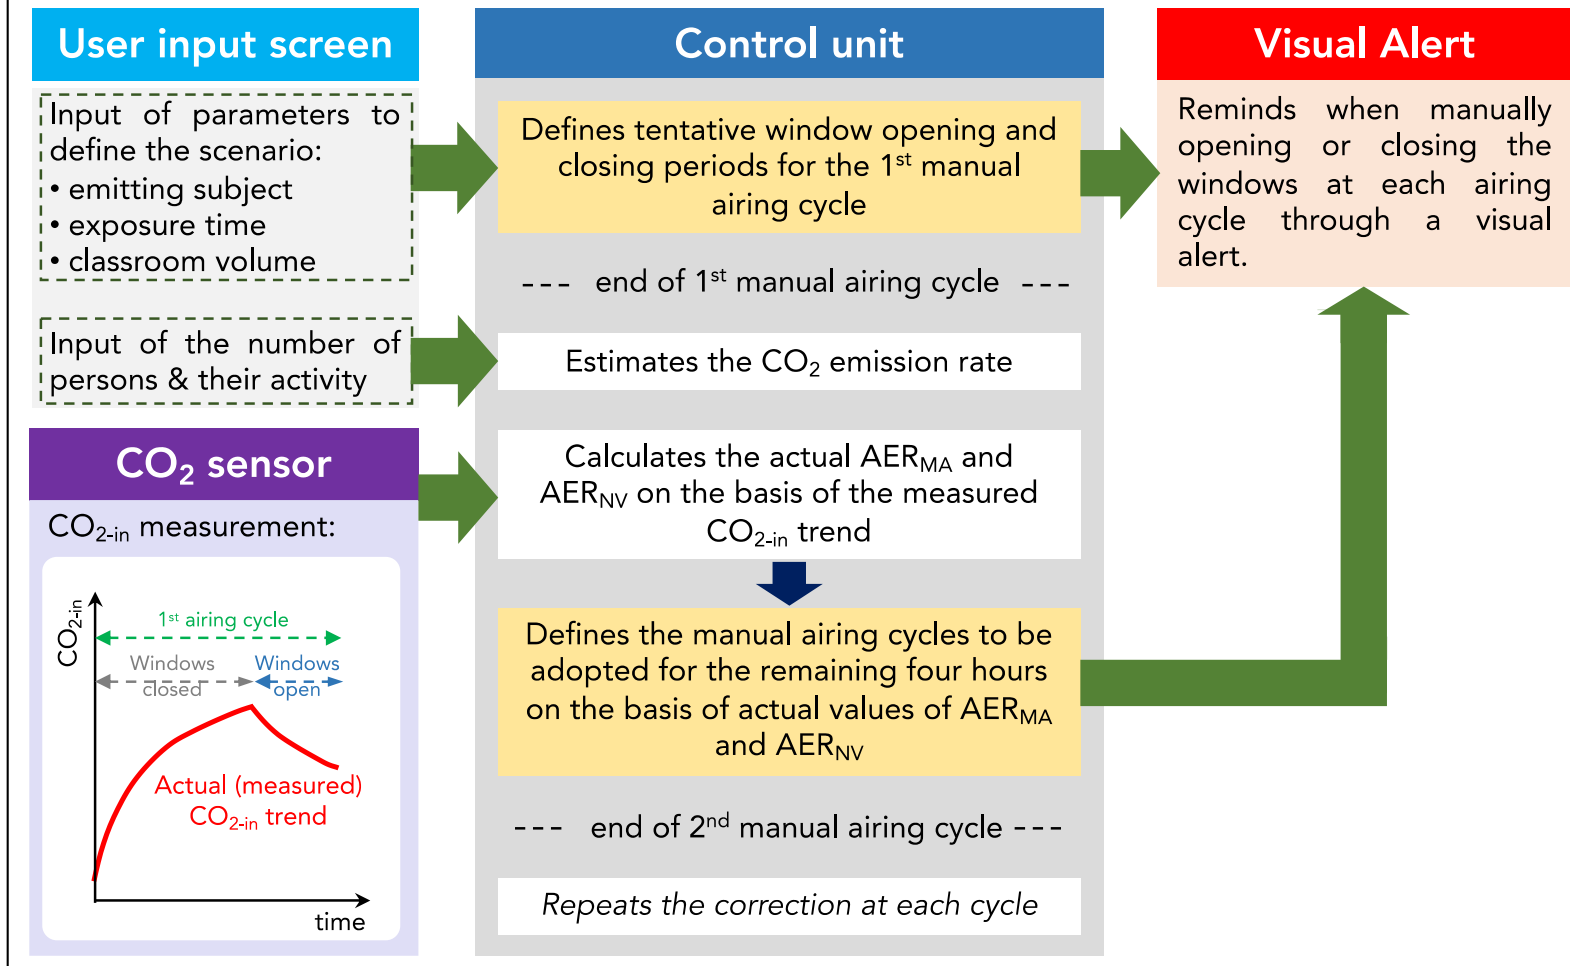 User input screen
Input of parameters to
define the scenario:
• emitting subject
• exposure time
• classroom volume
Input of the number of
persons & their activity
CO2 sensor
CO2-in measurement:
CO2-in
1st airing cycle
Windows
closed
Windows
open
Actual (measured)
CO2-in trend
time
Control unit
Defines tentative window opening and
closing periods for the 1st manual
airing cycle
--- end of 1st manual airing cycle ---
Estimates the CO2 emission rate
Calculates the actual AERMA and
AERNV on the basis of the measured
CO2-in trend
Defines the manual airing cycles to be
adopted for the remaining four hours
on the basis of actual values of AERMA
and AERNV
--- end of 2nd manual airing cycle ---
Repeats the correction at each cycle
Visual Alert
Reminds when manually
opening or closing the
windows at each airing
cycle through a visual
alert.